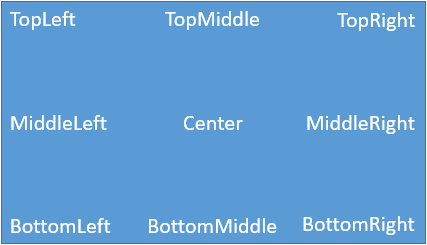 TopLeft TopMiddle TopRight
MiddleLeft Center MiddleRight
BottomLeft BottomMiddle BottomRight